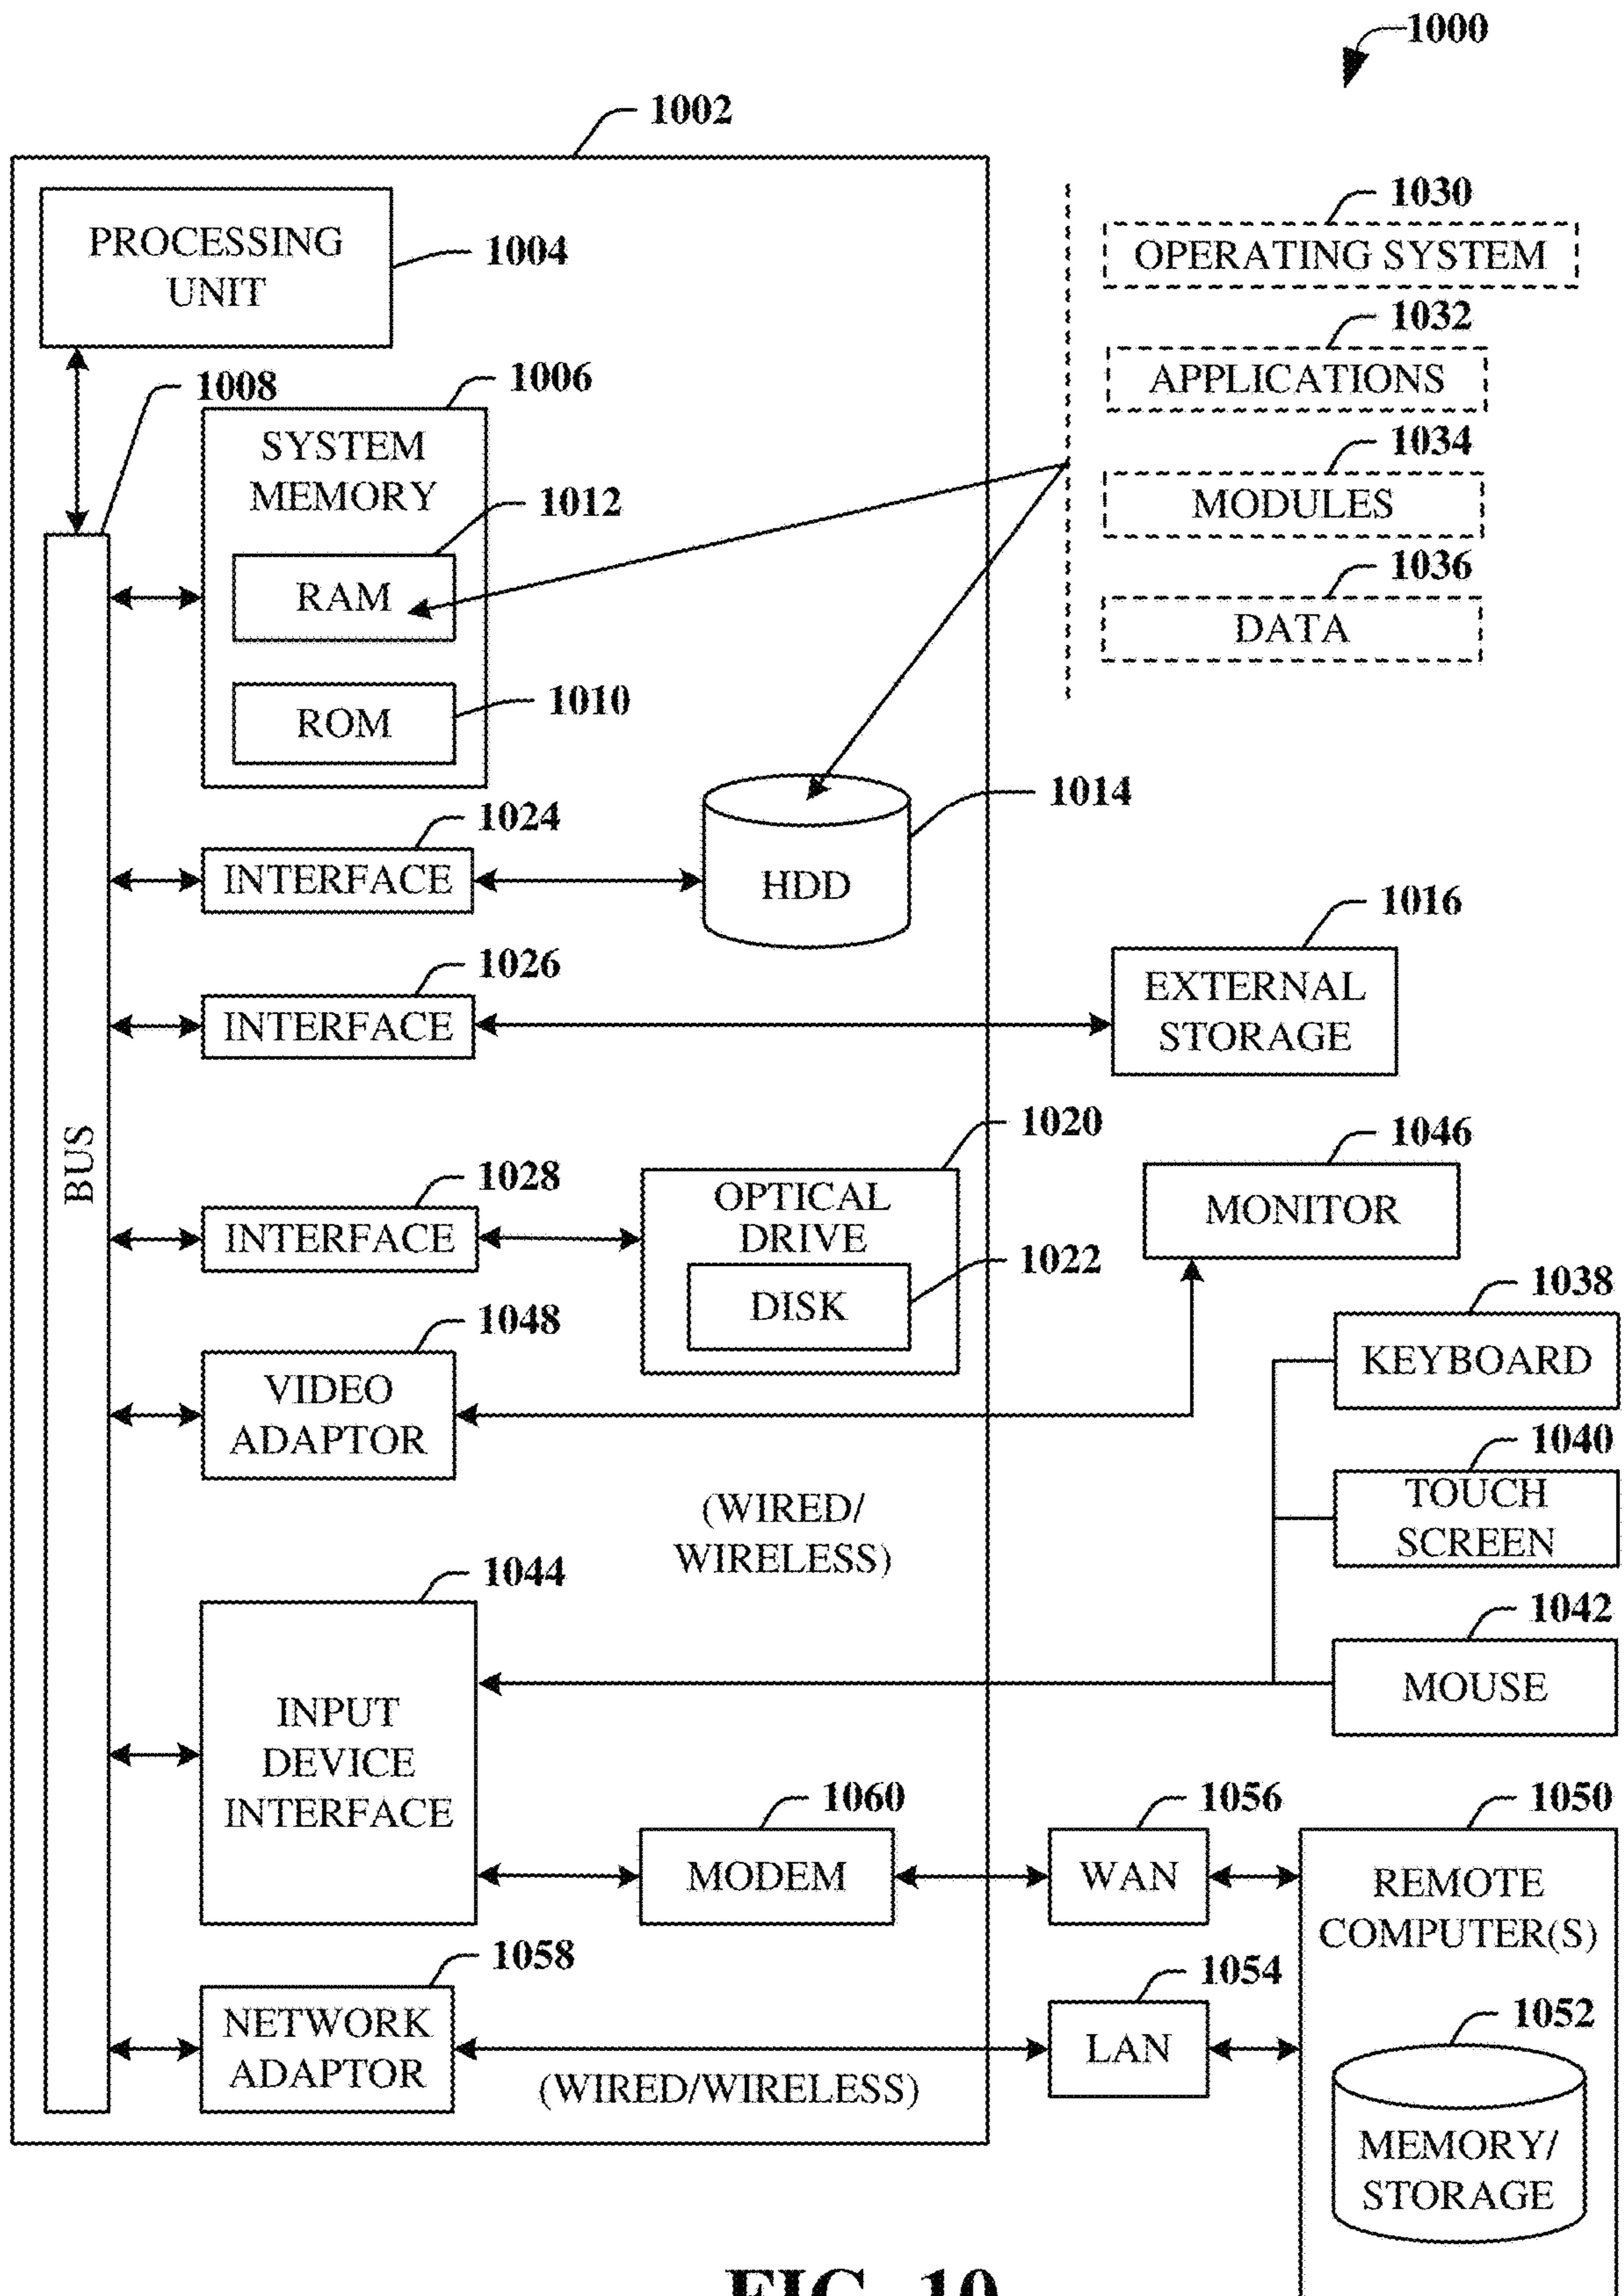 1000
1002
PROCESSING
UNIT
1004
1030
OPERATING SYSTEM
1032
APPLICATIONS
1034
MODULES
1036
DATA
1008
1006
SYSTEM
MEMORY
1012
RAM
1010
ROM
1024
INTERFACE
1014
HDD
1026
INTERFACE
1016
EXTERNAL
STORAGE
BUS
1028
INTERFACE
1020
OPTICAL
DRIVE
1022
DISK
1046
MONITOR
1048
VIDEO
ADAPTOR
1038
KEYBOARD
1040
TOUCH
SCREEN
(WIRED/
WIRELESS)
1042
MOUSE
1044
INPUT
DEVICE
INTERFACE
1060
MODEM
1056
WAN
1050
REMOTE
COMPUTER(S)
1058
NETWORK
ADAPTOR
(WIRED/WIRELESS)
1054
LAN
1052
MEMORY/
STORAGE
FIG. 10